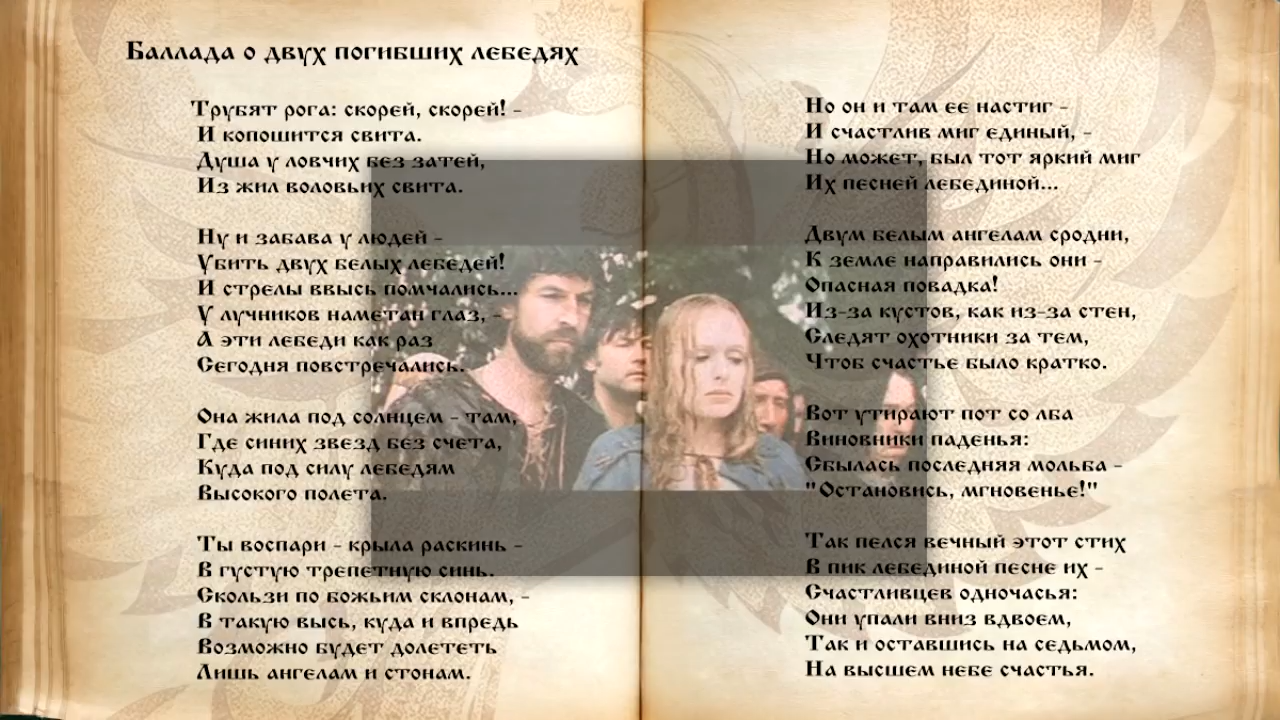 Баллада о двух погибших лебедях
Трубят рога: скорей, скорей! -
И копошится свита.
Душа у ловчих без затей,
Из жил воловьих свита.
Ну и забава у людей -
Убить двух белых лебедей!
И стрелы ввысь помчались...
У лучников наметан глаз, -
А эти лебеди как раз
Сегодня повстречались.
Она жила под солнцем - там,
Где синих звезд без счета,
Куда под силу лебедям
Высокого полета.
Ты воспари - крыла раскинь -
В густую трепетную синь.
Скользи по божьим склонам, -
В такую высь, куда и впредь
Возможно будет долететь
Лишь ангелам и стонам.
Но он и там ее настиг -
И счастлив миг единый, -
Но может, был тот яркий миг
Их песней лебединой...
Двум белым ангелам сродни,
К земле направились они -
Опасная повадка!
Из-за кустов, как из-за стен,
Следят охотники за тем,
Чтоб счастье было кратко.
Вот утирают пот со лба
Виновники паденья:
Сбылась последняя мольба -
"Остановись, мгновенье!"
Так пелся вечный этот стих
В пик лебединой песне их -
Счастливцев одночасья:
Они упали вниз вдвоем,
Так и оставшись на седьмом,
На высшем небе счастья.